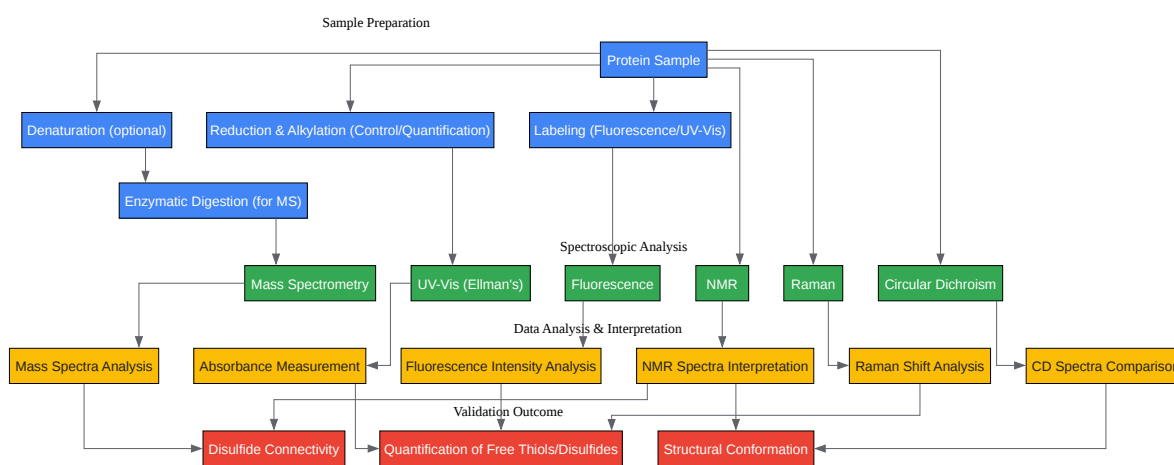 Sample Preparation
Protein Sample
Denaturation (optional)
Reduction & Alkylation (Control/Quantification)
Labeling (Fluorescence/UV-Vis)
Enzymatic Digestion (for MS)
Spectroscopic Analysis
Mass Spectrometry
UV-Vis (Ellman's)
Fluorescence
NMR
Raman
Circular Dichroism
Data Analysis & Interpretation
Mass Spectra Analysis
Absorbance Measurement
Fluorescence Intensity Analysis
NMR Spectra Interpretation
Raman Shift Analysis
CD Spectra Comparison
Validation Outcome
Disulfide Connectivity
Quantification of Free Thiols/Disulfides
Structural Conformation